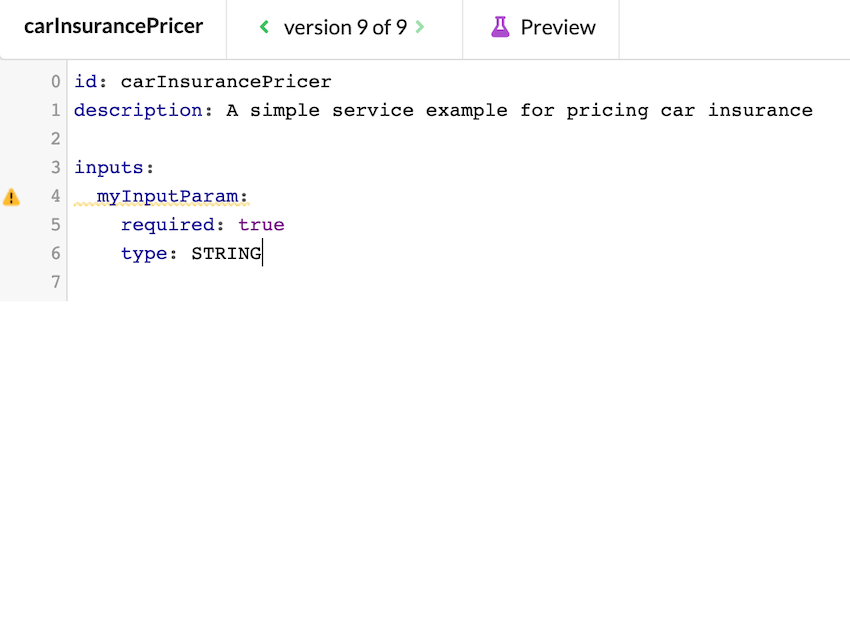 carInsurancePricer version 9 of 9 Preview
0 id: carInsurancePricer
1 description: A simple service example for pricing car insurance
2
3 inputs:
4   myInputParam:
5     required: true
6     type: STRING
7